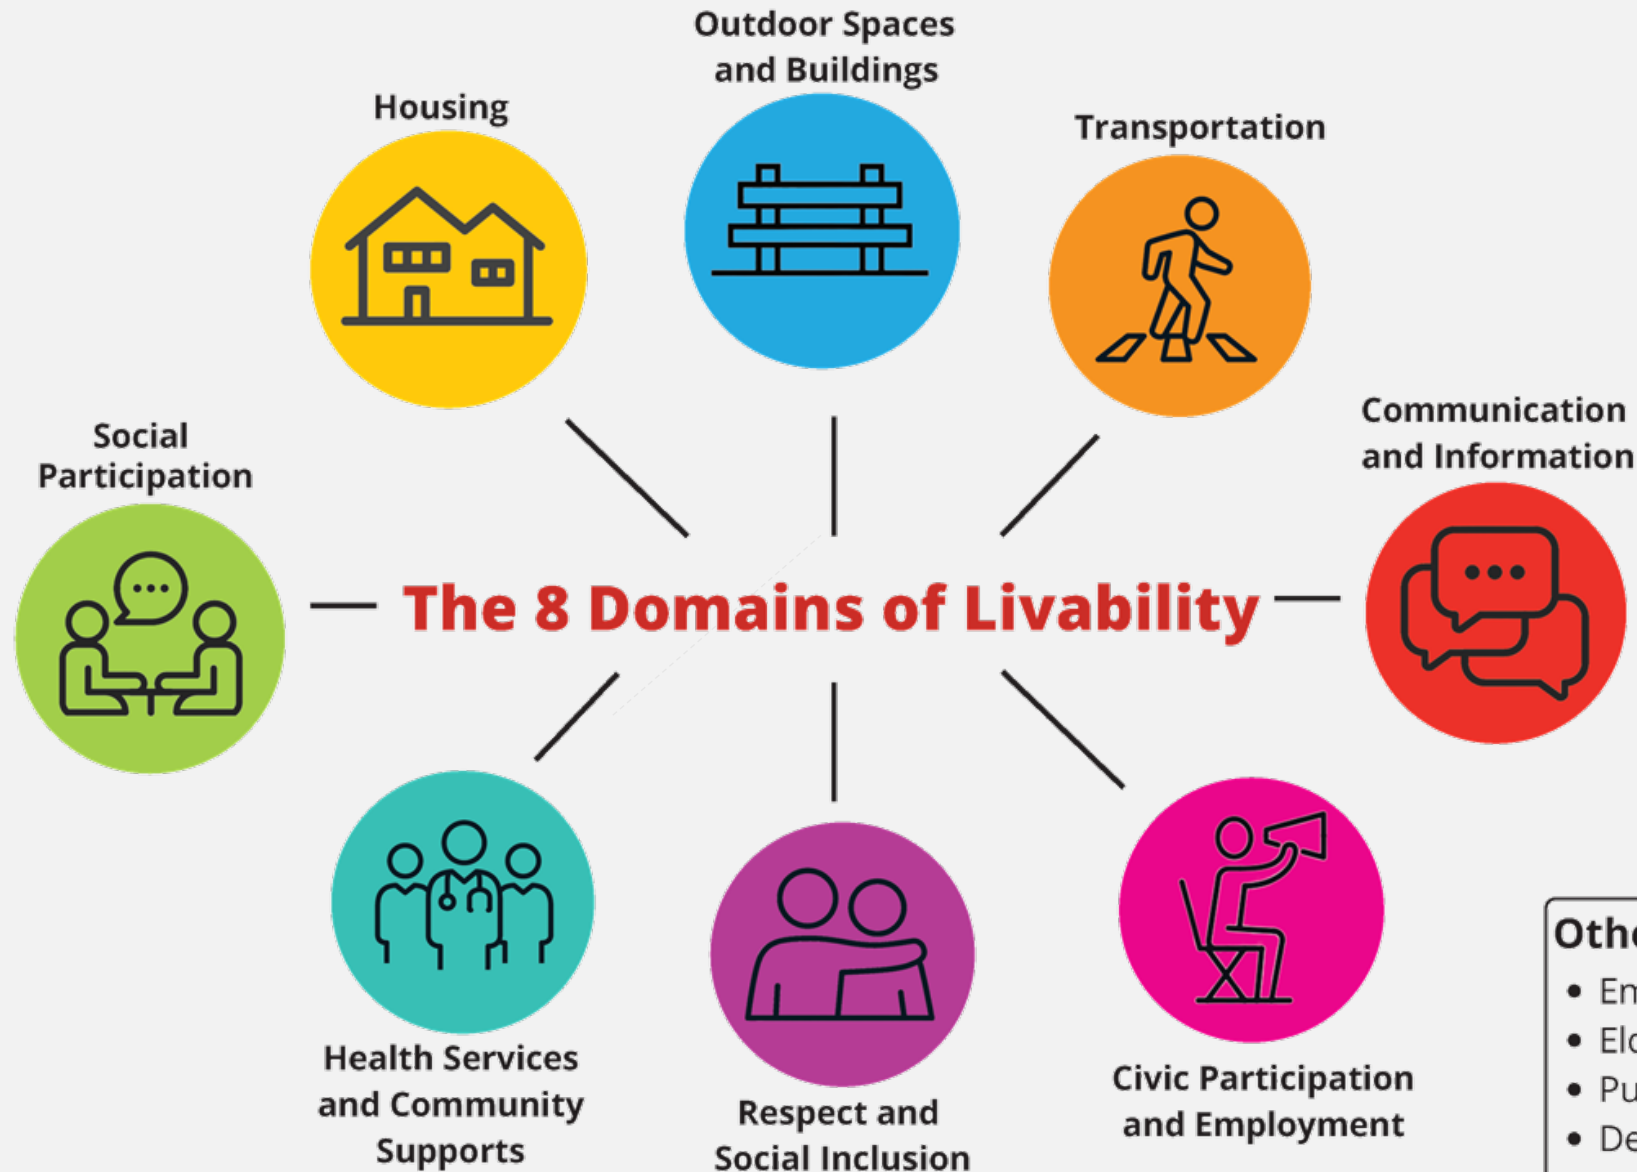 Outdoor Spaces
and Buildings
Housing
Transportation
Communication
and Information
Social
Participation
The 8 Domains of Livability
Health Services
and Community
Supports
Respect and
Social Inclusion
Civic Participation
and Employment